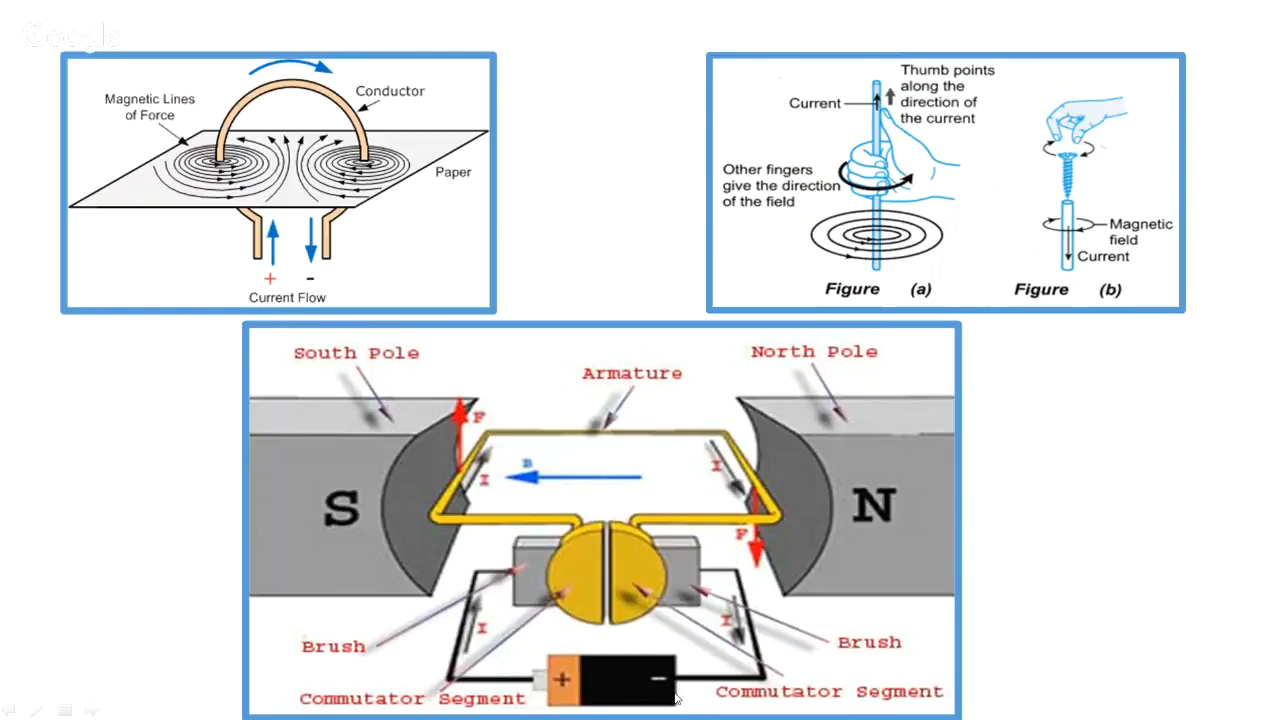 Google
Magnetic Lines
of Force
Conductor
Paper
+ -
Current Flow
Current
Thumb points
along the
direction of
the current
Other fingers
give the direction
of the field
Figure (a)
Magnetic
field
Current
Figure (b)
South Pole
North Pole
Armature
F
I
B
I
S
N
F
I
I
Brush
Brush
Commutator Segment
+ -
Commutator Segment